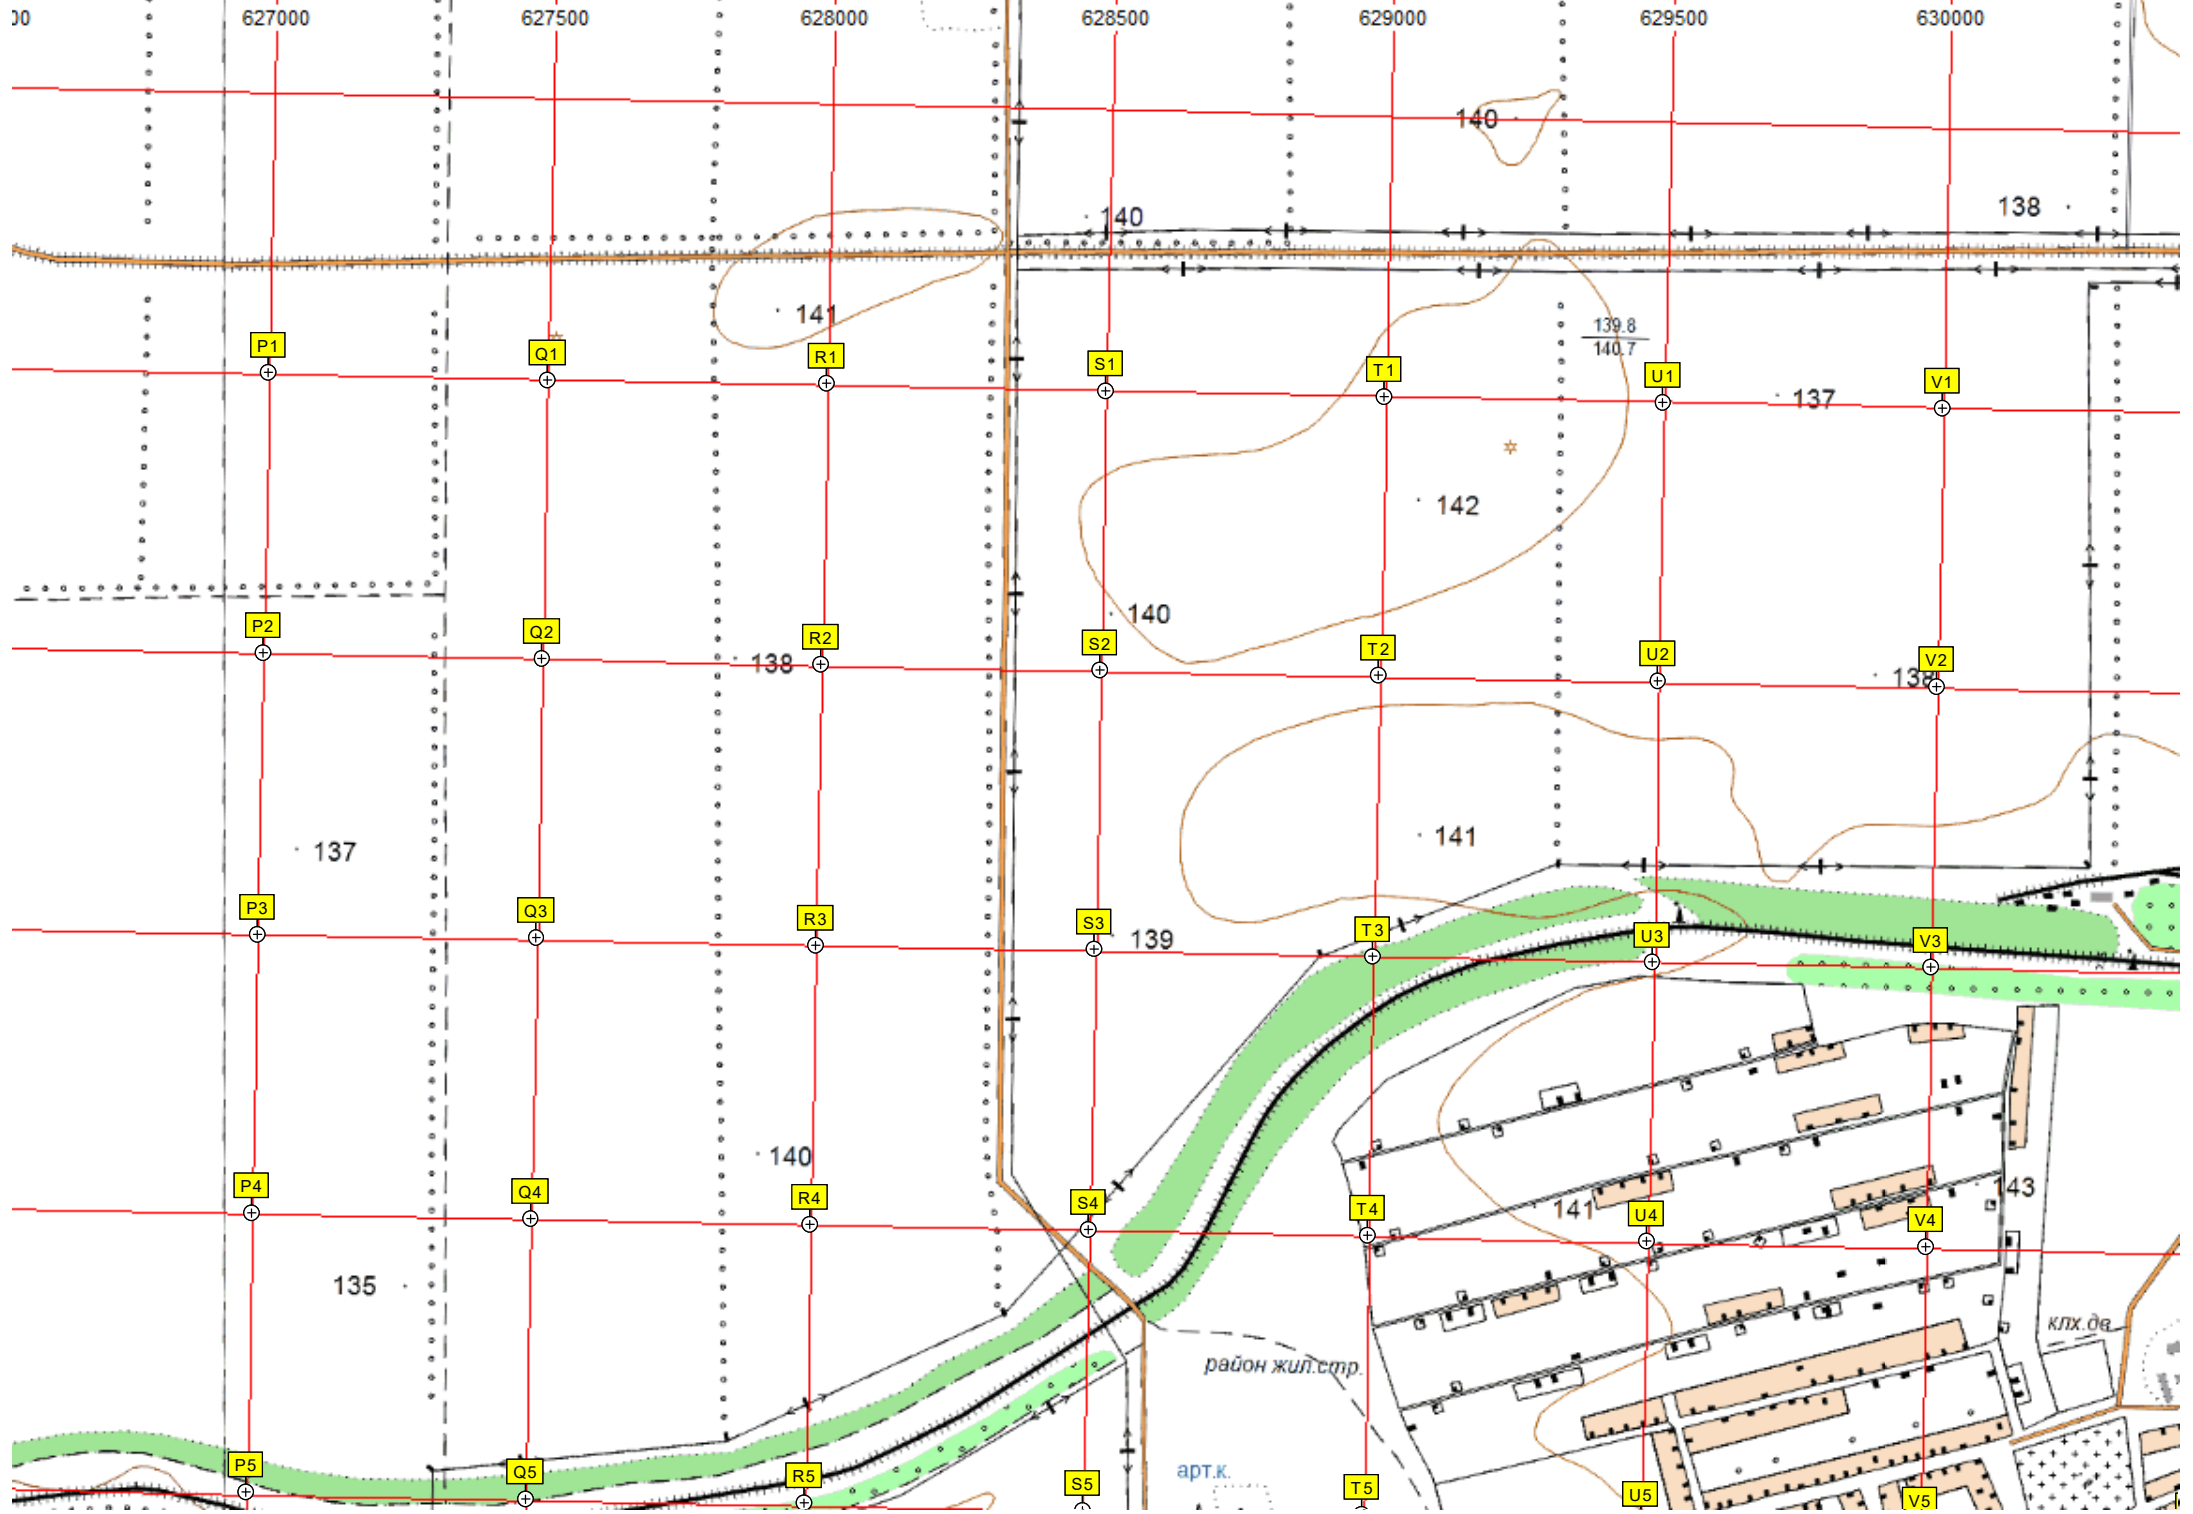 00 627000 627500 628000 628500 629000 629500 630000
140
140 138
141
139.8
140.7
P1 Q1 R1 S1 T1 U1 V1
137
142
140
P2 Q2 R2 S2 T2 U2 V2
138 138
141
137
P3 Q3 R3 S3 T3 U3 V3
139
140
P4 Q4 R4 S4 T4 U4 V4
141 143
135
клх.дв
район жил.стр.
арт.к.
P5 Q5 R5 S5 T5 U5 V5